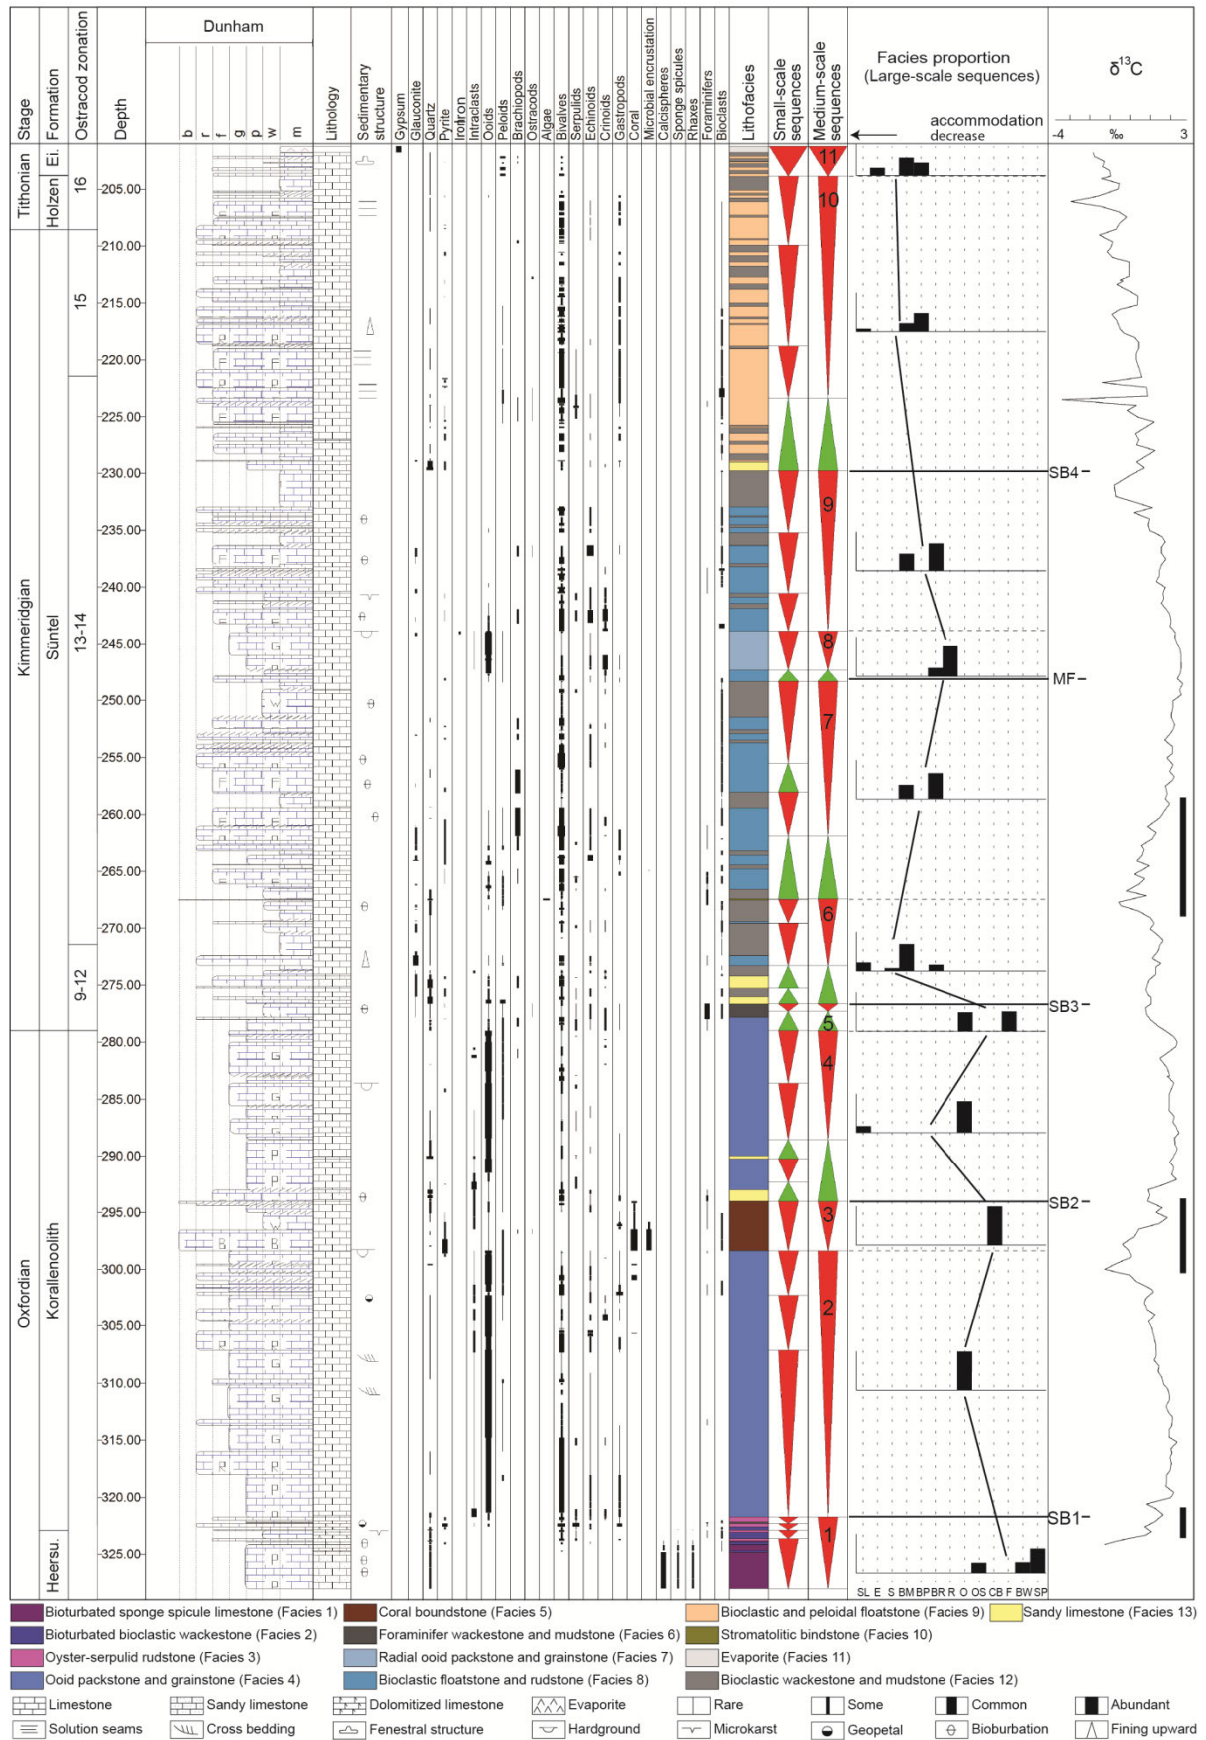 Stage
Formation
Ostracod zonation
Depth
Dunham
b r f g p w m
Lithology
Sedimentary structure
Gypsum
Glauconite
Quartz
Pyrite
Intraclasts
Ooids
Peloids
Brachiopods
Ostracods
Algae
Bivalves
Serpulids
Echinoids
Crinoids
Gastropods
Coral
Microbial encrustation
Calcispheres
Sponge spicules
Rhaxes
Foraminifers
Bioclasts
Lithofacies
Small-scale sequences
Medium-scale sequences
Facies proportion
(Large-scale sequences)
accommodation
decrease
δ13C
-4 ‰ 3
Tithonian
Kimmeridgian
Oxfordian
Ei.
Holzen
Süntel
Korallenoolith
Heersu.
16
15
13-14
9-12
205.00
210.00
215.00
220.00
225.00
230.00
235.00
240.00
245.00
250.00
255.00
260.00
265.00
270.00
275.00
280.00
285.00
290.00
295.00
300.00
305.00
310.00
315.00
320.00
325.00
11
10
9
8
7
6
5
4
3
2
1
SB4
MF
SB3
SB2
SB1
SL E S BM BP BR R O OS CB F BW SP
Bioturbated sponge spicule limestone (Facies 1) Coral boundstone (Facies 5) Bioclastic and peloidal floatstone (Facies 9) Sandy limestone (Facies 13)
Bioturbated bioclastic wackestone (Facies 2) Foraminifer wackestone and mudstone (Facies 6) Stromatolitic bindstone (Facies 10)
Oyster-serpulid rudstone (Facies 3) Radial ooid packstone and grainstone (Facies 7) Evaporite (Facies 11)
Ooid packstone and grainstone (Facies 4) Bioclastic floatstone and rudstone (Facies 8) Bioclastic wackestone and mudstone (Facies 12)
Limestone Sandy limestone Dolomitized limestone Evaporite Rare Some Common Abundant
Solution seams Cross bedding Fenestral structure Hardground Microkarst Geopetal Bioburbation Fining upward